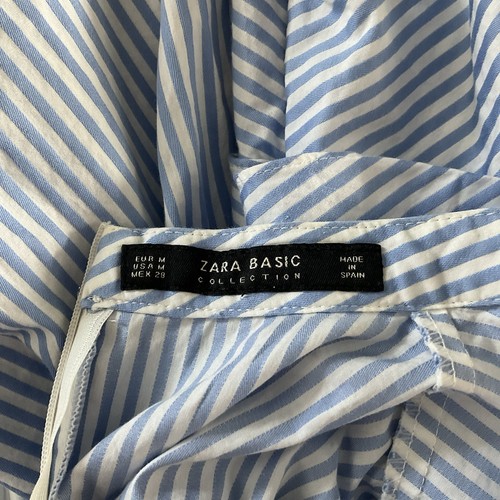 EUR M
USA M
MEX 28
ZARA BASIC
COLLECTION
MADE
IN
SPAIN